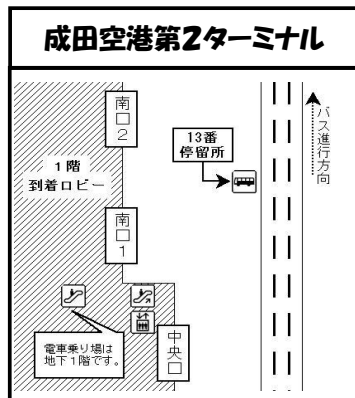 成田空港第2ターミナル
南口2
13番
停留所
バス進行方向
1階
到着ロビー
南口1
中央口
電車乗り場は
地下1階です。